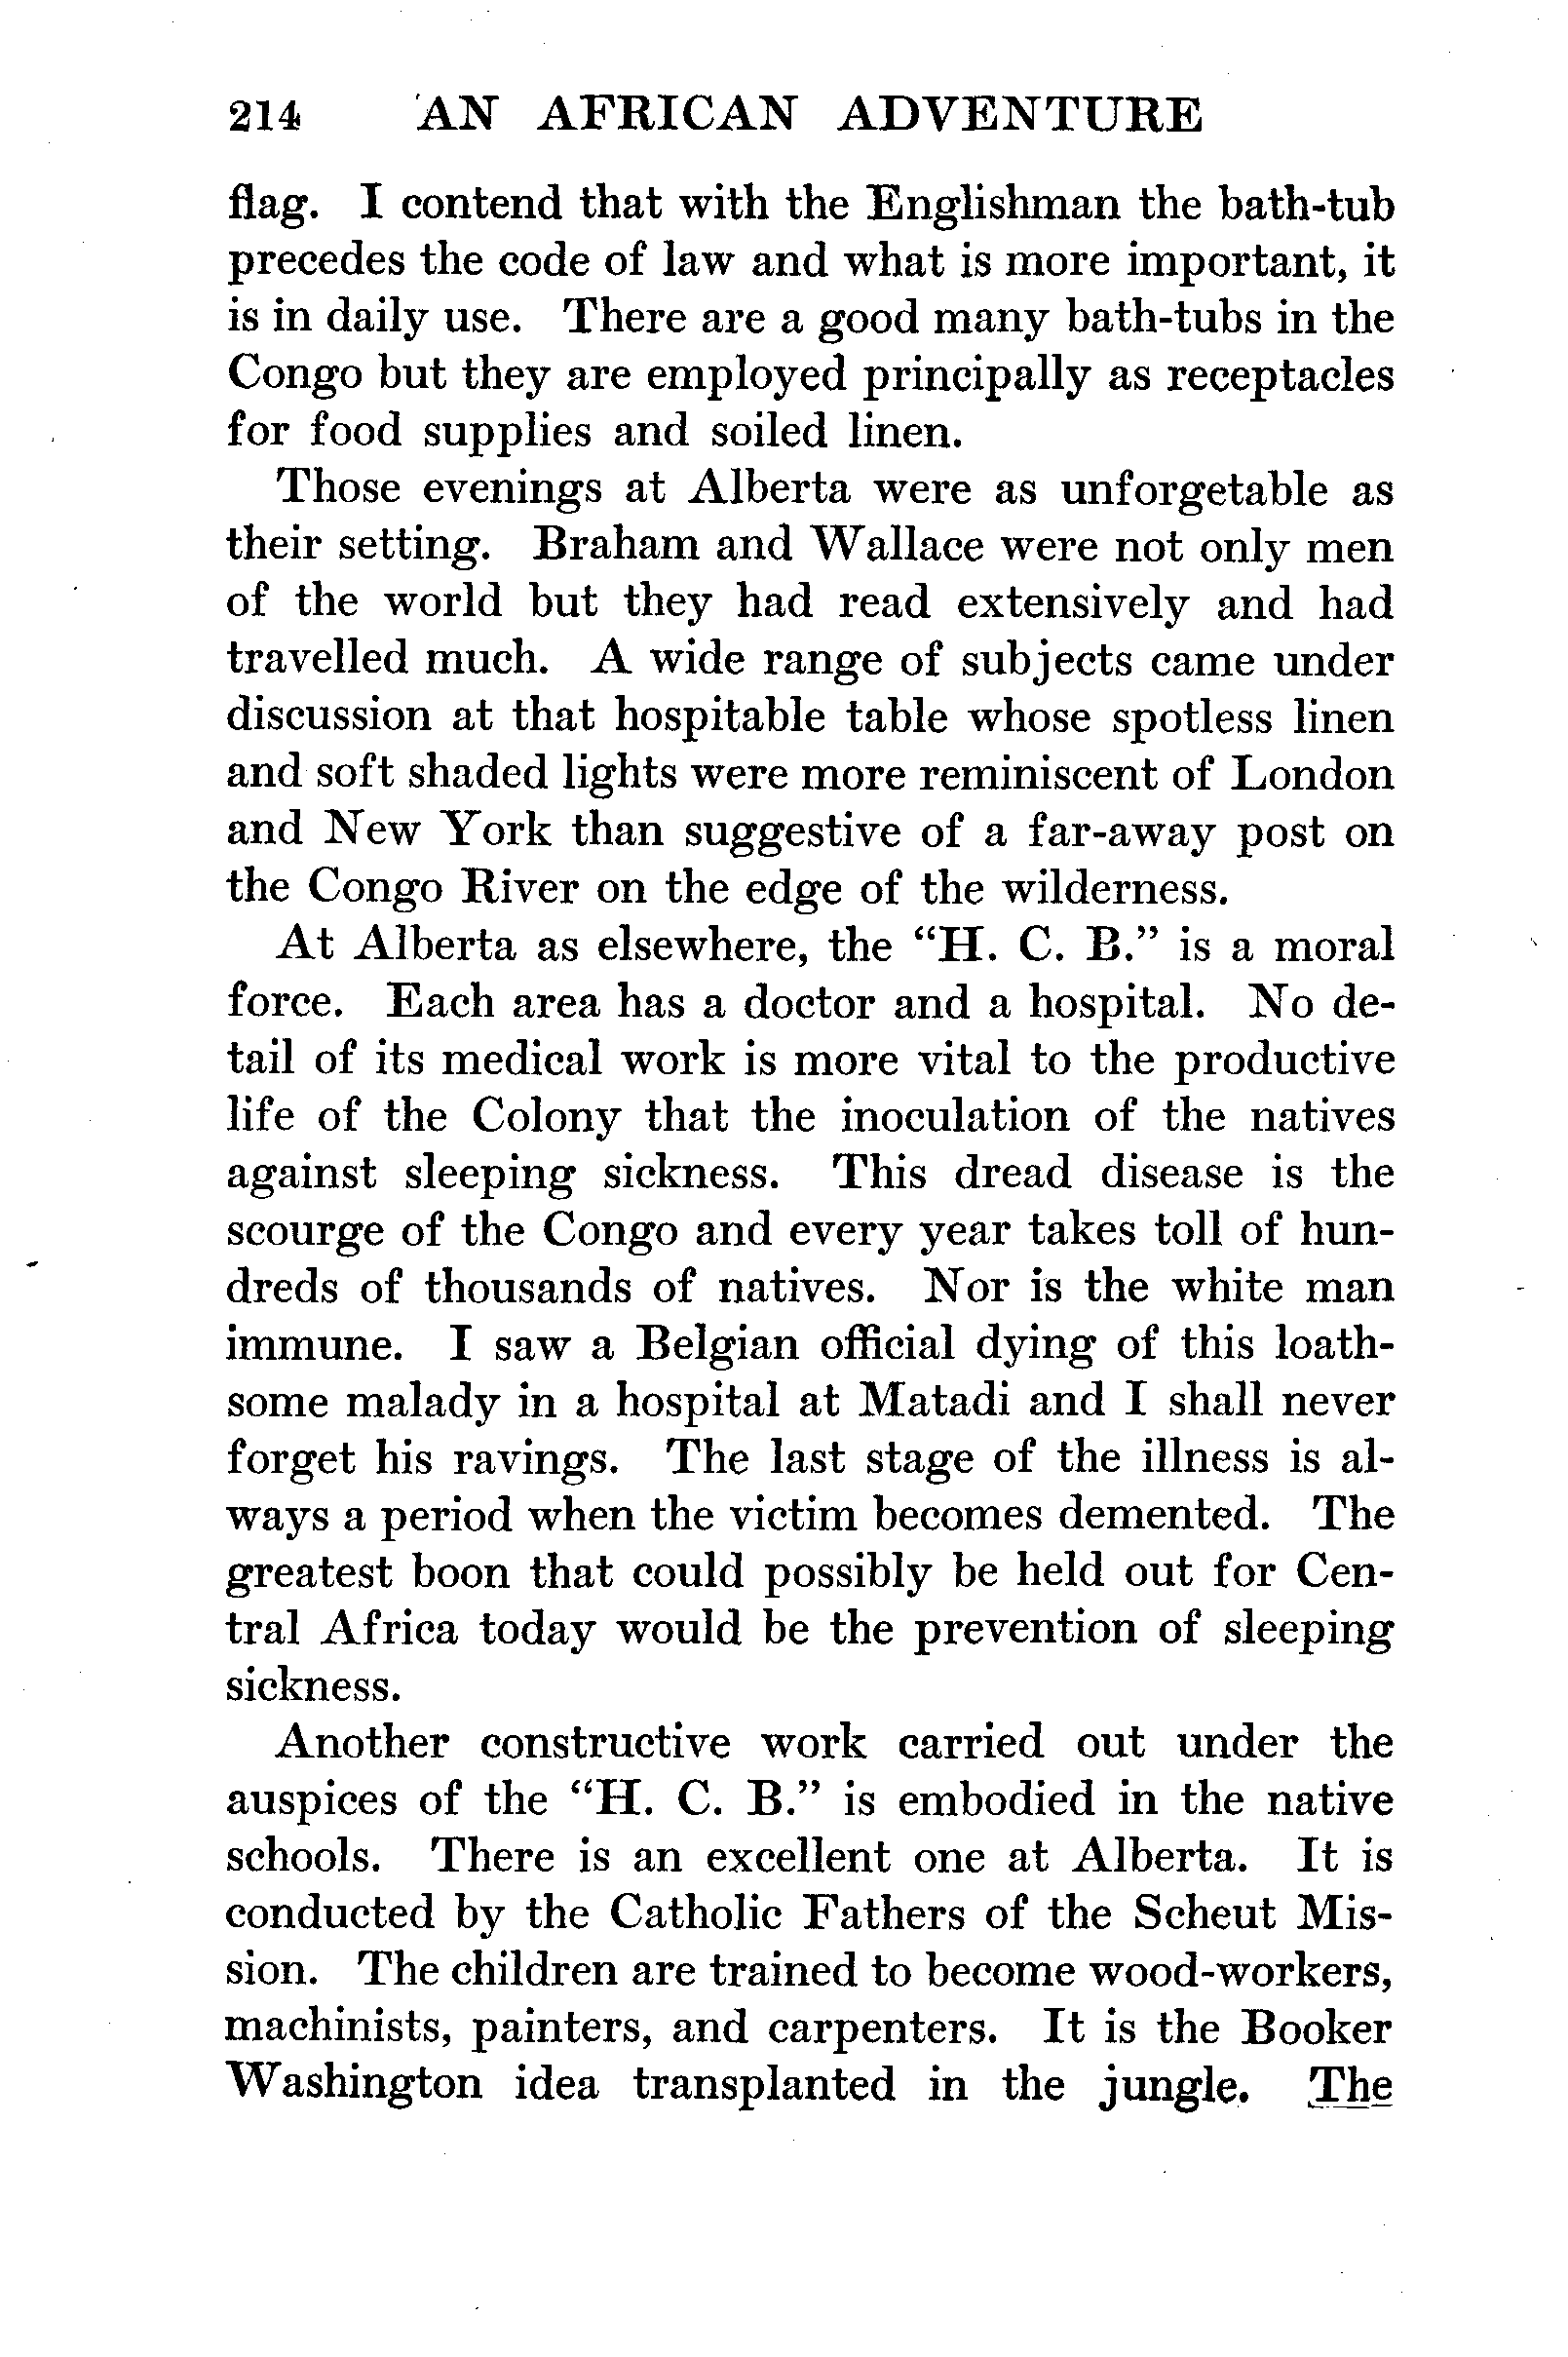 214 AN AFRICAN ADVENTURE
flag. I contend that with the Englishman the bath-tub
precedes the code of law and what is more important, it
is in daily use. There are a good many bath-tubs in the
Congo but they are employed principally as receptacles
for food supplies and soiled linen.
Those evenings at Alberta were as unforgetable as
their setting. Braham and Wallace were not only men
of the world but they had read extensively and had
travelled much. A wide range of subjects came under
discussion at that hospitable table whose spotless linen
and soft shaded lights were more reminiscent of London
and New York than suggestive of a far-away post on
the Congo River on the edge of the wilderness.
At Alberta as elsewhere, the “H. C. B.” is a moral
force. Each area has a doctor and a hospital. No de-
tail of its medical work is more vital to the productive
life of the Colony that the inoculation of the natives
against sleeping sickness. This dread disease is the
scourge of the Congo and every year takes toll of hun-
dreds of thousands of natives. Nor is the white man
immune. I saw a Belgian official dying of this loath-
some malady in a hospital at Matadi and I shall never
forget his ravings. The last stage of the illness is al-
ways a period when the victim becomes demented. The
greatest boon that could possibly be held out for Cen-
tral Africa today would be the prevention of sleeping
sickness.
Another constructive work carried out under the
auspices of the “H. C. B.” is embodied in the native
schools. There is an excellent one at Alberta. It is
conducted by the Catholic Fathers of the Scheut Mis-
sion. The children are trained to become wood-workers,
machinists, painters, and carpenters. It is the Booker
Washington idea transplanted in the jungle. The